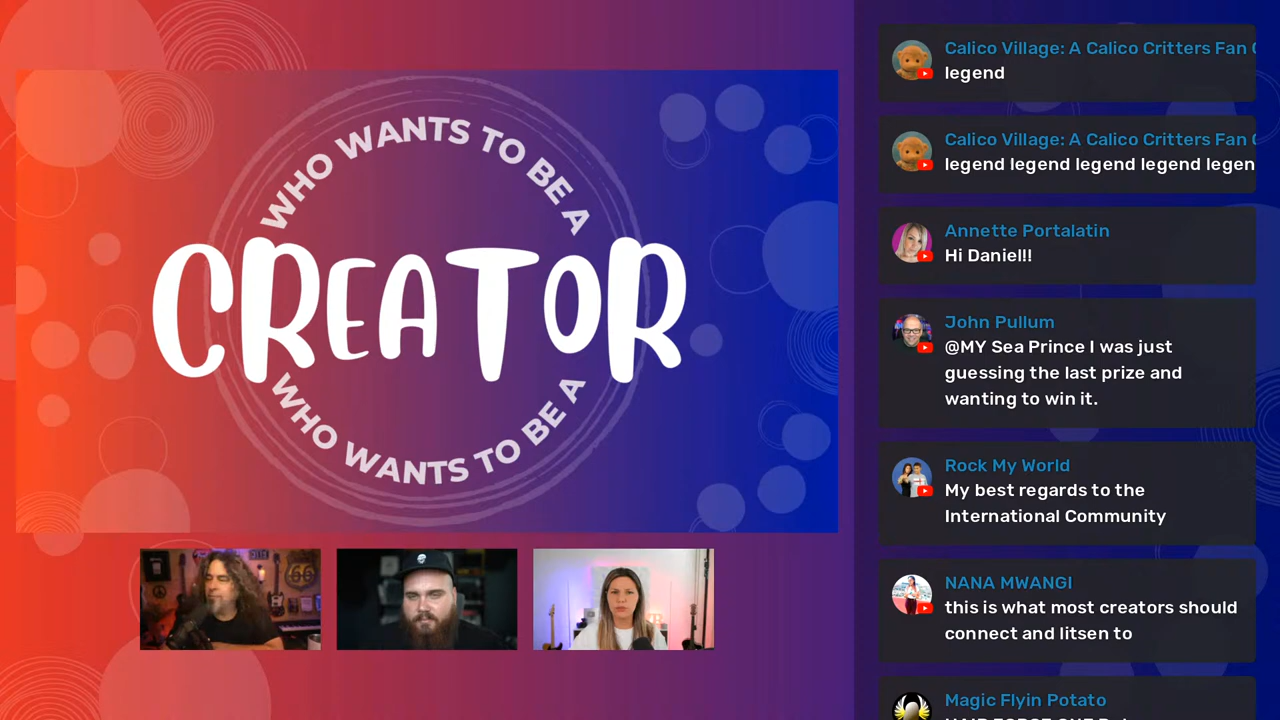 WHO WANTS TO BE A
CREATOR
WHO WANTS TO BE A
Calico Village: A Calico Critters Fan
legend
Calico Village: A Calico Critters Fan
legend legend legend legend legen
Annette Portalatin
Hi Daniel!!
John Pullum
@MY Sea Prince I was just
guessing the last prize and
wanting to win it.
Rock My World
My best regards to the
International Community
NANA MWANGI
this is what most creators should
connect and litsen to
Magic Flyin Potato